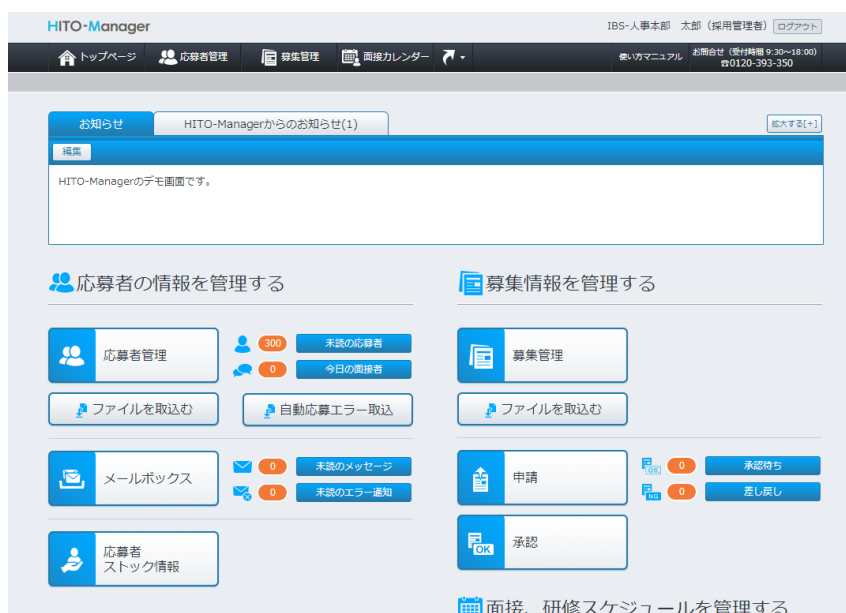 HITO-Manager
IBS-人事本部 太郎（採用管理者） ログアウト
トップページ 応募者管理 募集管理 面接カレンダー
使い方マニュアル
お問合せ（受付時間 9:30～18:00）
☎0120-393-350
お知らせ HITO-Managerからのお知らせ(1) 拡大する[+]
編集
HITO-Managerのデモ画面です。
応募者の情報を管理する
応募者管理
300 未読の応募者
0 今日の面接者
ファイルを取込む 自動応募エラー取込
メールボックス
0 未読のメッセージ
0 未読のエラー通知
応募者
ストック情報
募集情報を管理する
募集管理
ファイルを取込む
申請
OK 0 承認待ち
NG 0 差し戻し
OK 承認
面接、研修スケジュールを管理する